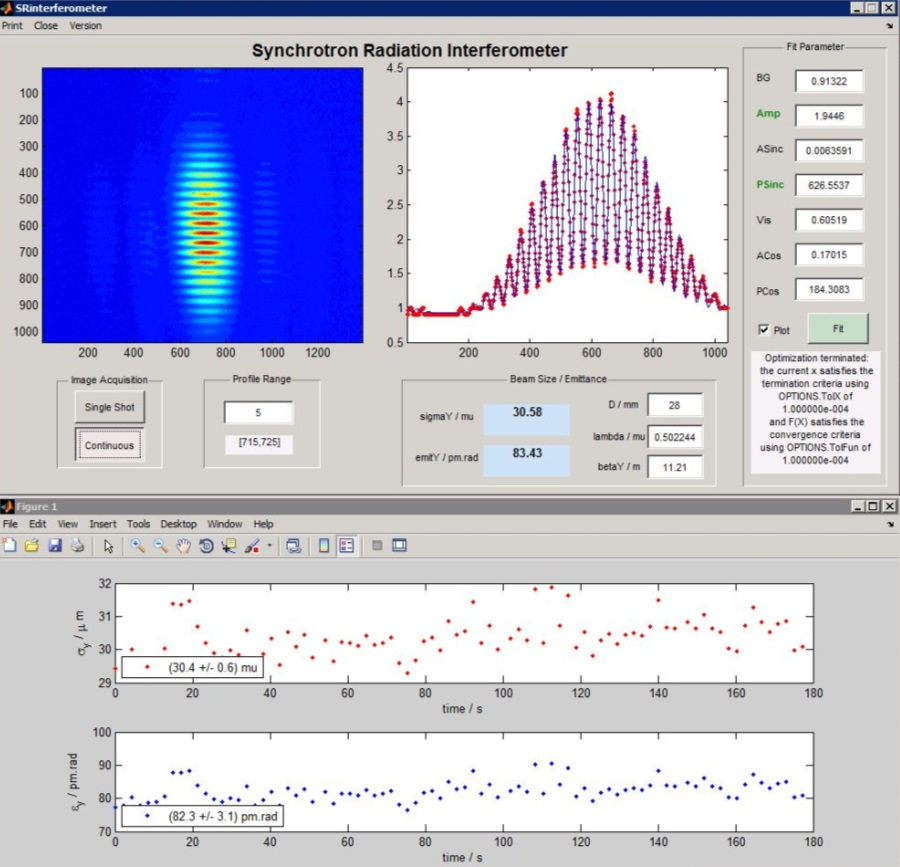 SRinterferometer
Print Close Version
Synchrotron Radiation Interferometer
100
200
300
400
500
600
700
800
900
1000
200 400 600 800 1000 1200
4.5
4
3.5
3
2.5
2
1.5
1
0.5
200 400 600 800 1000
Fit Parameter
BG 0.91322
Amp 1.9446
ASinc 0.0063591
PSinc 626.5537
Vis 0.60519
ACos 0.17015
PCos 184.3083
Plot Fit
Optimization terminated:
the current x satisfies the
termination criteria using
OPTIONS.TolX of
1.000000e-004
and F(X) satisfies the
convergence criteria
using OPTIONS.TolFun of
1.000000e-004
Image Acquisition
Single Shot
Continuous
Profile Range
5
[715,725]
Beam Size / Emittance
sigmaY / mu 30.58
emitY / pm.rad 83.43
D / mm 28
lambda / mu 0.502244
betaY / m 11.21
Figure 1
File Edit View Insert Tools Desktop Window Help
32
31
30
29
σy / μ m
(30.4 +/- 0.6) mu
0 20 40 60 80 100 120 140 160 180
time / s
100
90
80
70
εy / pm.rad
(82.3 +/- 3.1) pm.rad
0 20 40 60 80 100 120 140 160 180
time / s